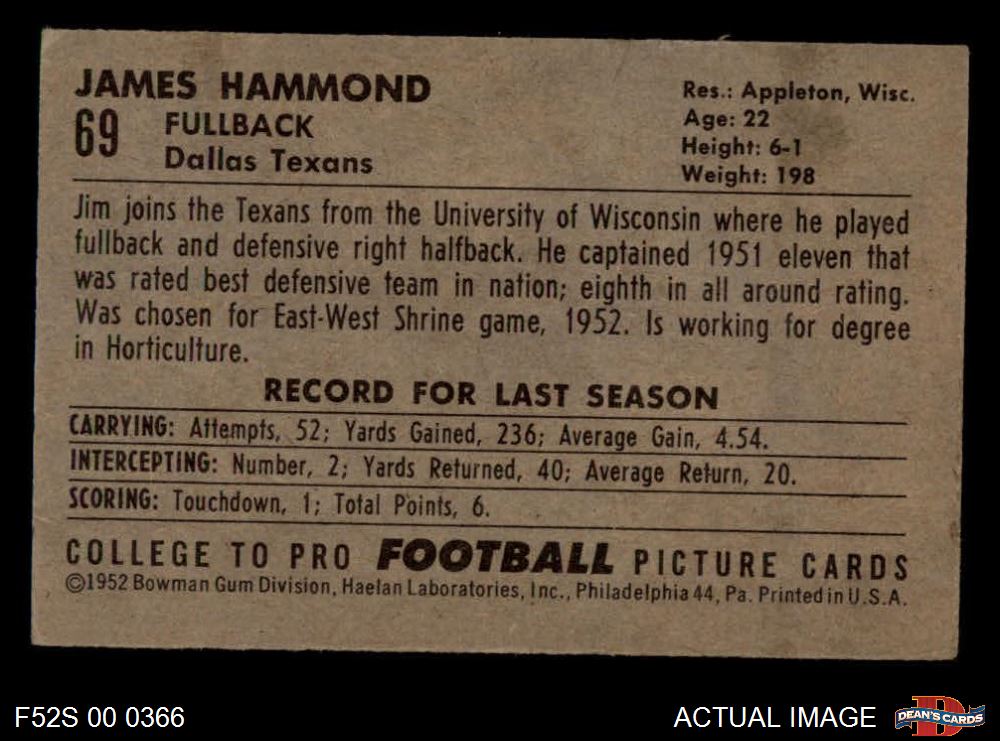 JAMES HAMMOND
69 FULLBACK
Dallas Texans
Res.: Appleton, Wisc.
Age: 22
Height: 6-1
Weight: 198
Jim joins the Texans from the University of Wisconsin where he played
fullback and defensive right halfback. He captained 1951 eleven that
was rated best defensive team in nation; eighth in all around rating.
Was chosen for East-West Shrine game, 1952. Is working for degree
in Horticulture.
RECORD FOR LAST SEASON
CARRYING: Attempts, 52; Yards Gained, 236; Average Gain, 4.54.
INTERCEPTING: Number, 2; Yards Returned, 40; Average Return, 20.
SCORING: Touchdown, 1; Total Points, 6.
COLLEGE TO PRO FOOTBALL PICTURE CARDS
©1952 Bowman Gum Division, Haelan Laboratories, Inc., Philadelphia 44, Pa. Printed in U.S.A.
F52S 00 0366
ACTUAL IMAGE
D
DEAN'S CARDS